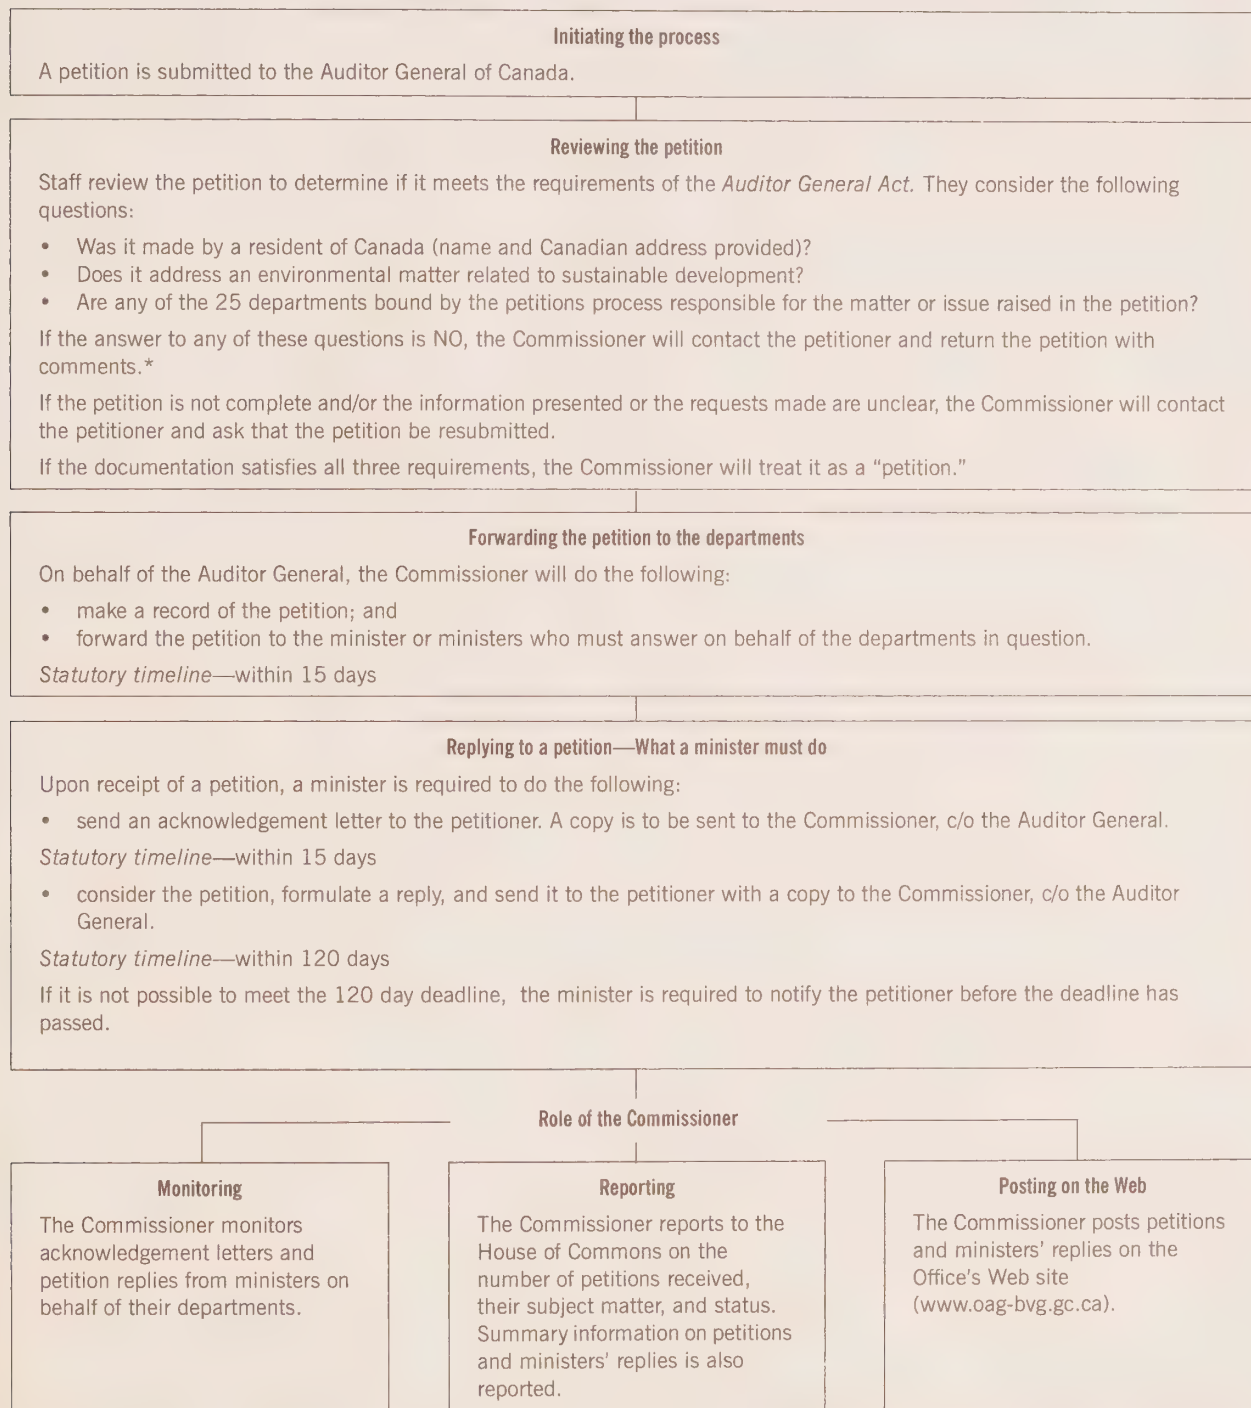 Initiating the process
A petition is submitted to the Auditor General of Canada.
Reviewing the petition
Staff review the petition to determine if it meets the requirements of the Auditor General Act. They consider the following
questions:
• Was it made by a resident of Canada (name and Canadian address provided)?
• Does it address an environmental matter related to sustainable development?
• Are any of the 25 departments bound by the petitions process responsible for the matter or issue raised in the petition?
If the answer to any of these questions is NO, the Commissioner will contact the petitioner and return the petition with
comments.*
If the petition is not complete and/or the information presented or the requests made are unclear, the Commissioner will contact
the petitioner and ask that the petition be resubmitted.
If the documentation satisfies all three requirements, the Commissioner will treat it as a “petition.”
Forwarding the petition to the departments
On behalf of the Auditor General, the Commissioner will do the following:
• make a record of the petition; and
• forward the petition to the minister or ministers who must answer on behalf of the departments in question.
Statutory timeline—within 15 days
Replying to a petition—What a minister must do
Upon receipt of a petition, a minister is required to do the following:
• send an acknowledgement letter to the petitioner. A copy is to be sent to the Commissioner, c/o the Auditor General.
Statutory timeline—within 15 days
• consider the petition, formulate a reply, and send it to the petitioner with a copy to the Commissioner, c/o the Auditor
General.
Statutory timeline—within 120 days
If it is not possible to meet the 120 day deadline, the minister is required to notify the petitioner before the deadline has
passed.
Role of the Commissioner
Monitoring
The Commissioner monitors
acknowledgement letters and
petition replies from ministers on
behalf of their departments.
Reporting
The Commissioner reports to the
House of Commons on the
number of petitions received,
their subject matter, and status.
Summary information on petitions
and ministers’ replies is also
reported.
Posting on the Web
The Commissioner posts petitions
and ministers’ replies on the
Office's Web site
(www.oag-bvg.gc.ca).